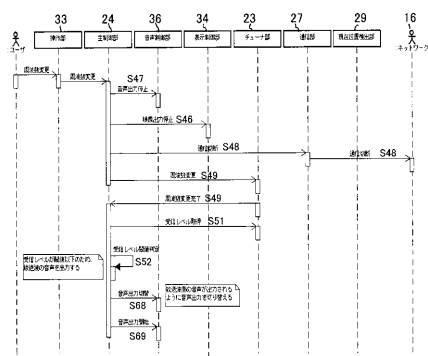 33 24 36 34 23 27 29 16
ユーザ 操作部 主制御部 音声制御部 表示制御部 チューナ部 通信部 現在位置検出部 ネットワーク
周波数変更
周波数変更
S47
音声出力停止
映像出力停止 S46
通信切断 S48
通信切断 S48
周波数変更 S49
周波数変更完了 S49
受信レベル取得 S51
受信レベル閾値判定
S52
受信レベルが閾値以下のため、
放送波の音声を出力する
音声出力切替
S68
放送波側の音声が出力される
ように音声出力を切り替える
音声出力開始
S69